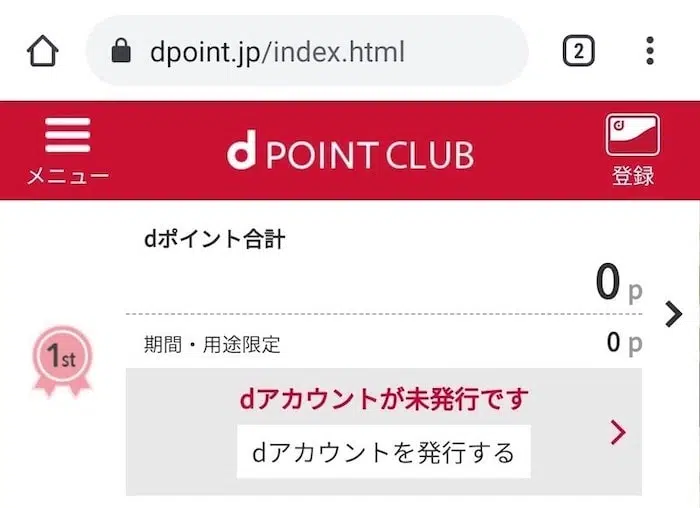 dpoint.jp/index.html
2
メニュー
d POINT CLUB
d
登録
dポイント合計
0 p
期間・用途限定
0 p
1st
dアカウントが未発行です
dアカウントを発行する